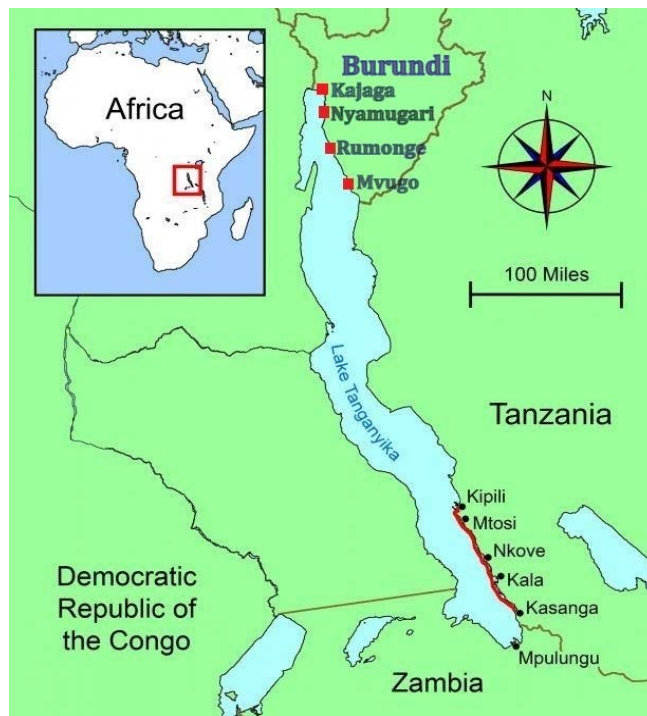 Africa
Burundi
Kajaga
Nyamugari
Rumonge
Mvugo
N
100 Miles
Lake Tanganyika
Tanzania
Kipili
Mtosi
Nkove
Kala
Kasanga
Mpulungu
Democratic
Republic of
the Congo
Zambia